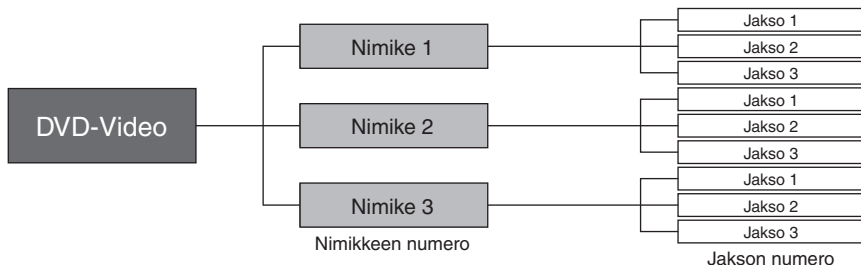 DVD-Video
Nimike 1
Jakso 1
Jakso 2
Jakso 3
Nimike 2
Jakso 1
Jakso 2
Jakso 3
Nimike 3
Jakso 1
Jakso 2
Jakso 3
Nimikkeen numero
Jakson numero